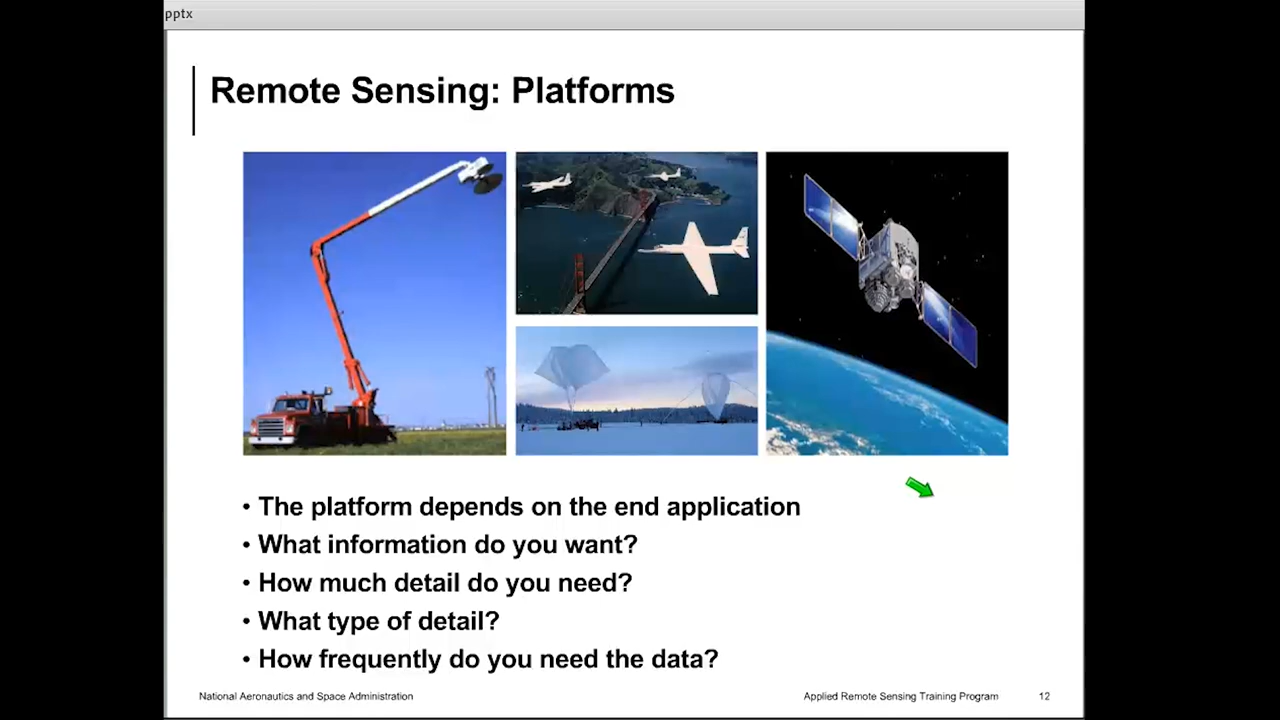 pptx
Remote Sensing: Platforms
• The platform depends on the end application
• What information do you want?
• How much detail do you need?
• What type of detail?
• How frequently do you need the data?
National Aeronautics and Space Administration
Applied Remote Sensing Training Program
12